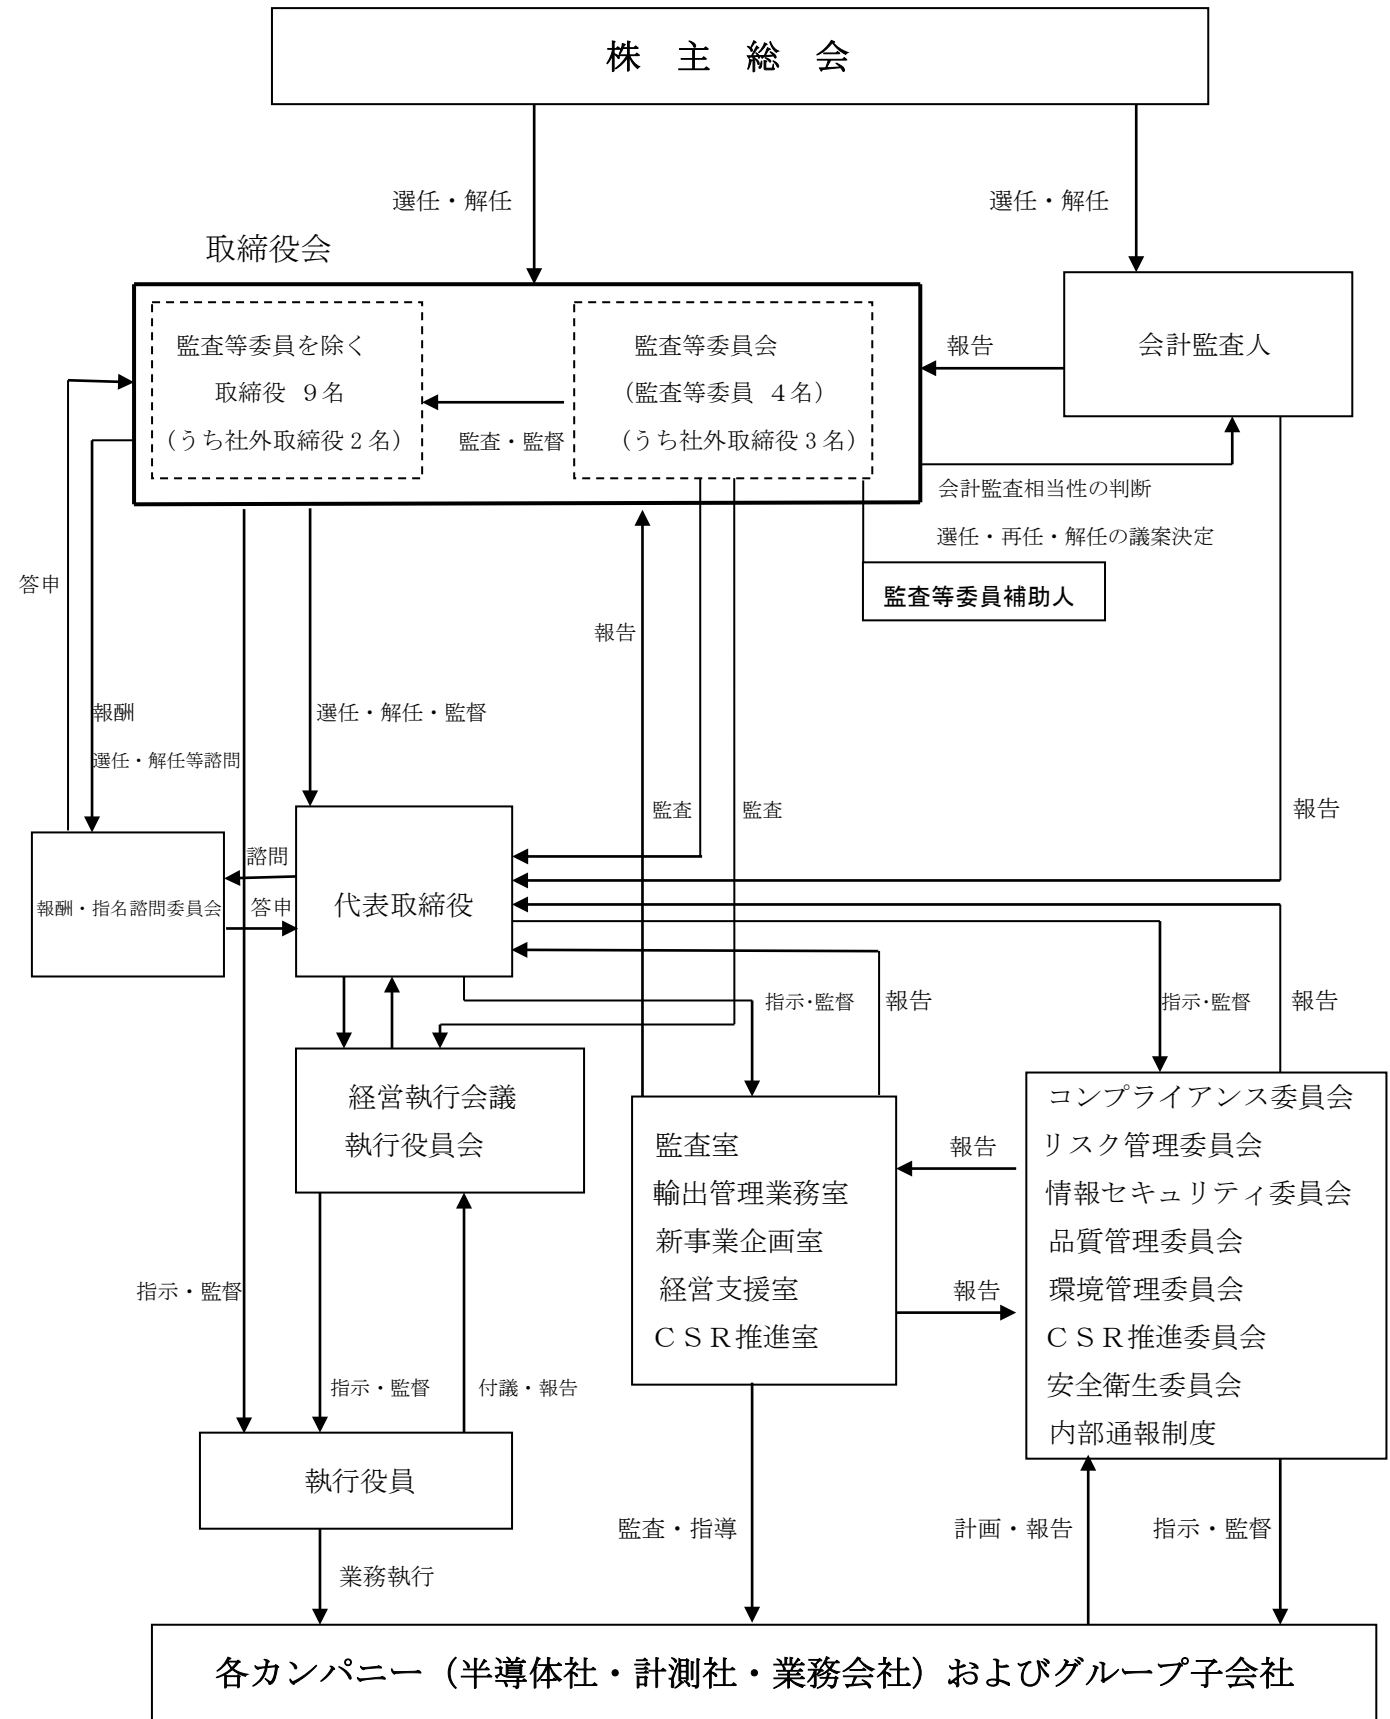 株　主　総　会
選任・解任
選任・解任
取締役会
監査等委員を除く
取締役　９名
（うち社外取締役２名）
監査・監督
監査等委員会
（監査等委員　４名）
（うち社外取締役３名）
報告
会計監査人
会計監査相当性の判断
選任・再任・解任の議案決定
監査等委員補助人
答申
報告
報酬
選任・解任等諮問
選任・解任・監督
監査
監査
報告
諮問
報酬・指名諮問委員会
答申
代表取締役
指示・監督
報告
指示・監督
報告
経営執行会議
執行役員会
監査室
輸出管理業務室
新事業企画室
経営支援室
ＣＳＲ推進室
報告
報告
コンプライアンス委員会
リスク管理委員会
情報セキュリティ委員会
品質管理委員会
環境管理委員会
ＣＳＲ推進委員会
安全衛生委員会
内部通報制度
指示・監督
指示・監督
付議・報告
執行役員
業務執行
監査・指導
計画・報告
指示・監督
各カンパニー（半導体社・計測社・業務会社）およびグループ子会社